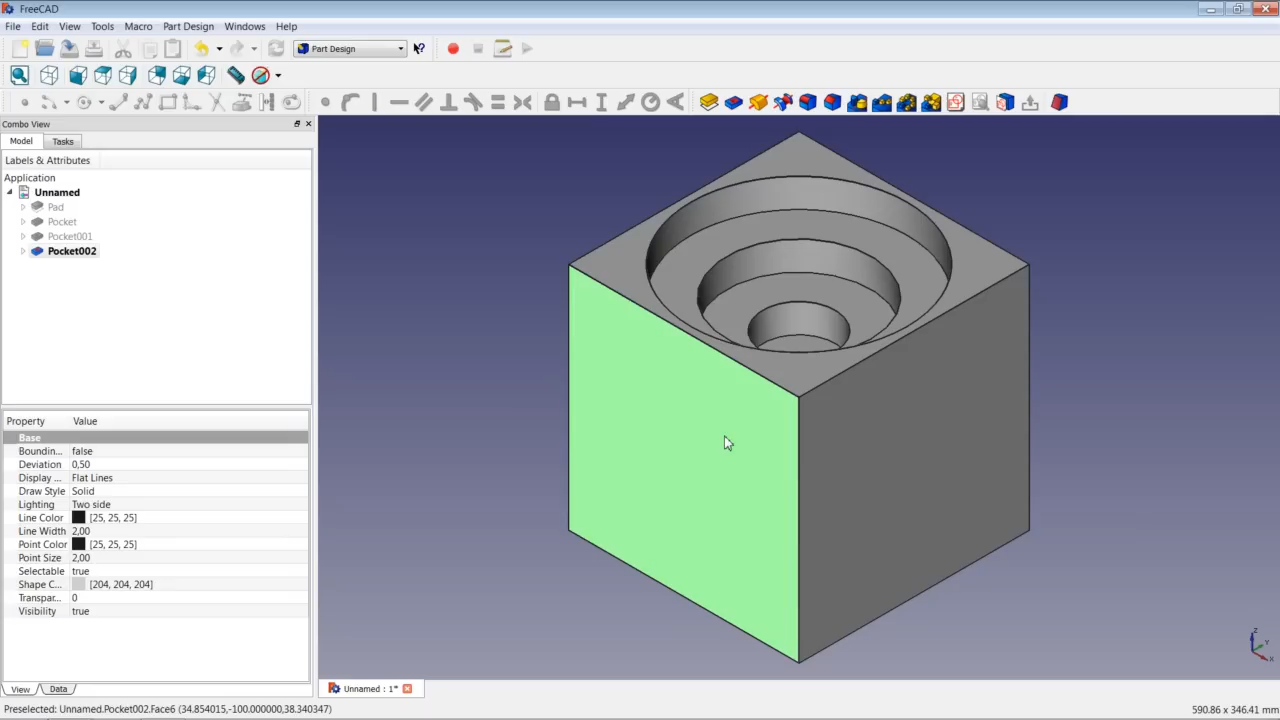 FreeCAD
File Edit View Tools Macro Part Design Windows Help
Part Design
Combo View
Model Tasks
Labels & Attributes
Application
Unnamed
Pad
Pocket
Pocket001
Pocket002
Property Value
Base
Boundin... false
Deviation 0,50
Display ... Flat Lines
Draw Style Solid
Lighting Two side
Line Color [25, 25, 25]
Line Width 2,00
Point Color [25, 25, 25]
Point Size 2,00
Selectable true
Shape C... [204, 204, 204]
Transpar... 0
Visibility true
Z
Y
X
View Data
Unnamed : 1*
Preselected: Unnamed.Pocket002.Face6 (34.854015,-100.000000,38.340347)
590.86 x 346.41 mm